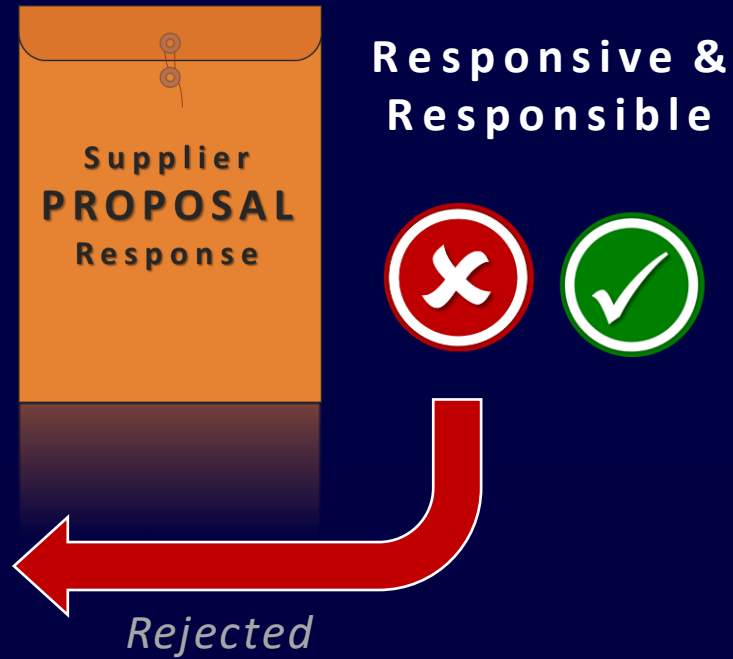 Supplier
PROPOSAL
Response
Responsive &
Responsible
Rejected